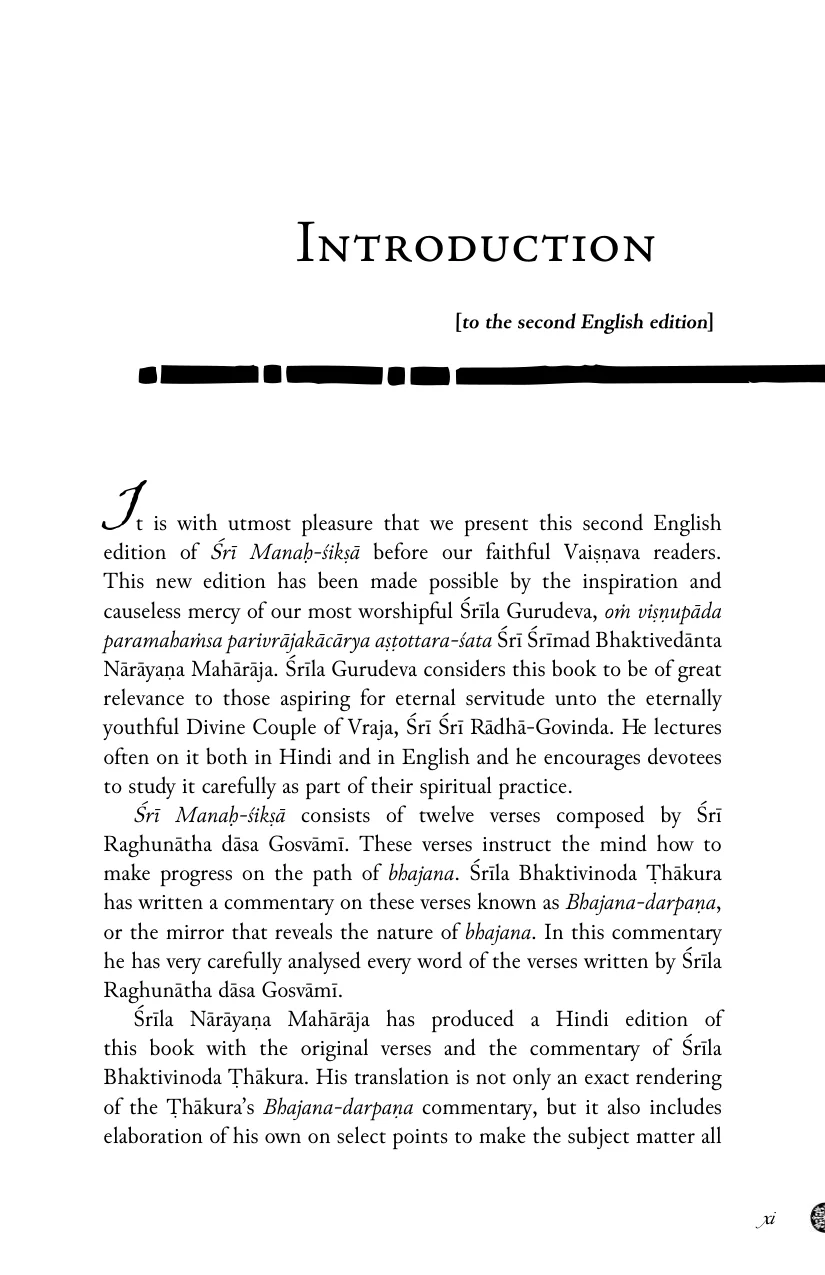 Introduction
[to the second English edition]
It is with utmost pleasure that we present this second English
edition of Śrī Manaḥ-śikṣā before our faithful Vaiṣṇava readers.
This new edition has been made possible by the inspiration and
causeless mercy of our most worshipful Śrīla Gurudeva, oṁ viṣṇupāda
paramahaṁsa parivrājakācārya aṣṭottara-śata Śrī Śrīmad Bhaktivedānta
Nārāyaṇa Mahārāja. Śrīla Gurudeva considers this book to be of great
relevance to those aspiring for eternal servitude unto the eternally
youthful Divine Couple of Vraja, Śrī Śrī Rādhā-Govinda. He lectures
often on it both in Hindi and in English and he encourages devotees
to study it carefully as part of their spiritual practice.
Śrī Manaḥ-śikṣā consists of twelve verses composed by Śrī
Raghunātha dāsa Gosvāmī. These verses instruct the mind how to
make progress on the path of bhajana. Śrīla Bhaktivinoda Ṭhākura
has written a commentary on these verses known as Bhajana-darpaṇa,
or the mirror that reveals the nature of bhajana. In this commentary
he has very carefully analysed every word of the verses written by Śrīla
Raghunātha dāsa Gosvāmī.
Śrīla Nārāyaṇa Mahārāja has produced a Hindi edition of
this book with the original verses and the commentary of Śrīla
Bhaktivinoda Ṭhākura. His translation is not only an exact rendering
of the Ṭhākura’s Bhajana-darpaṇa commentary, but it also includes
elaboration of his own on select points to make the subject matter all
xi